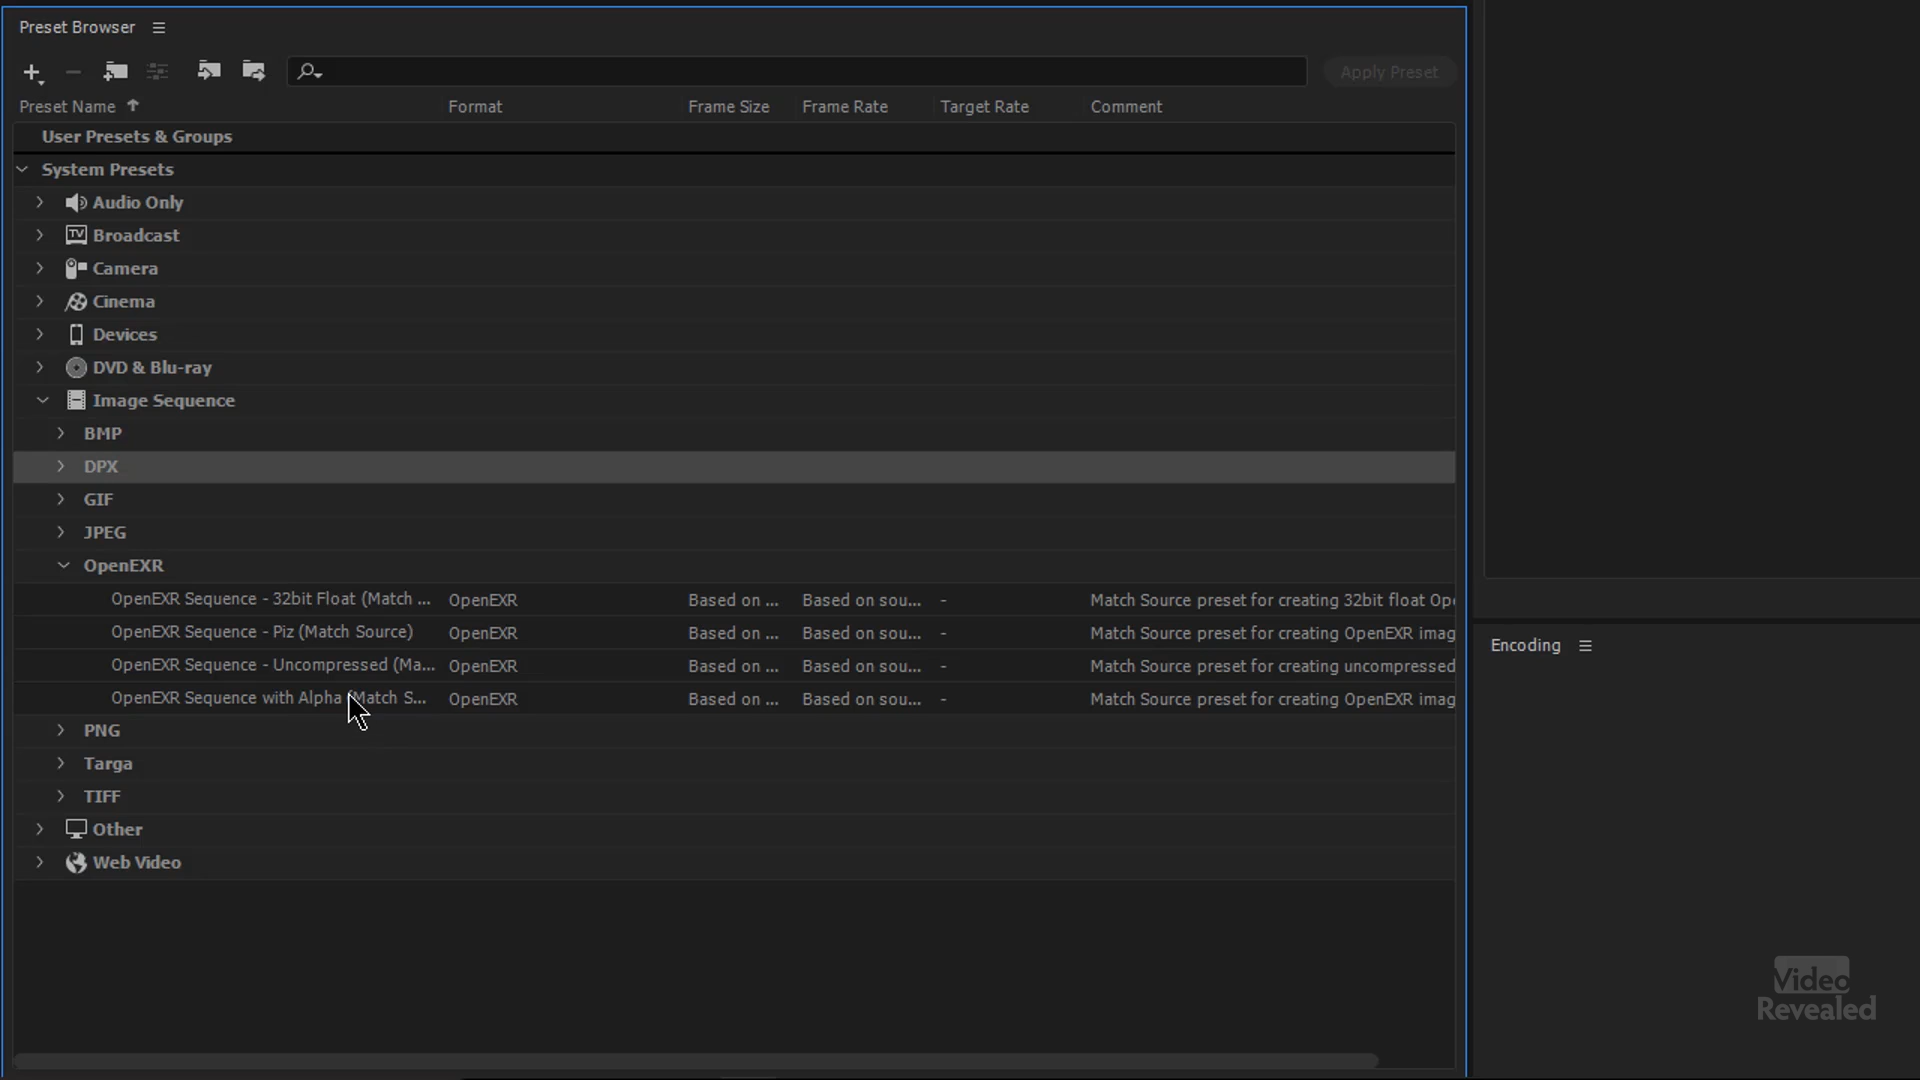 Preset Browser
Apply Preset
Preset Name Format Frame Size Frame Rate Target Rate Comment
User Presets & Groups
System Presets
Audio Only
TV Broadcast
Camera
Cinema
Devices
DVD & Blu-ray
Image Sequence
BMP
DPX
GIF
JPEG
OpenEXR
OpenEXR Sequence - 32bit Float (Match ... OpenEXR Based on ... Based on sou... - Match Source preset for creating 32bit float Ope
OpenEXR Sequence - Piz (Match Source) OpenEXR Based on ... Based on sou... - Match Source preset for creating OpenEXR imag
OpenEXR Sequence - Uncompressed (Ma... OpenEXR Based on ... Based on sou... - Match Source preset for creating uncompressed
OpenEXR Sequence with Alpha (Match S... OpenEXR Based on ... Based on sou... - Match Source preset for creating OpenEXR imag
PNG
Targa
TIFF
Other
Web Video
Encoding
Video
Revealed